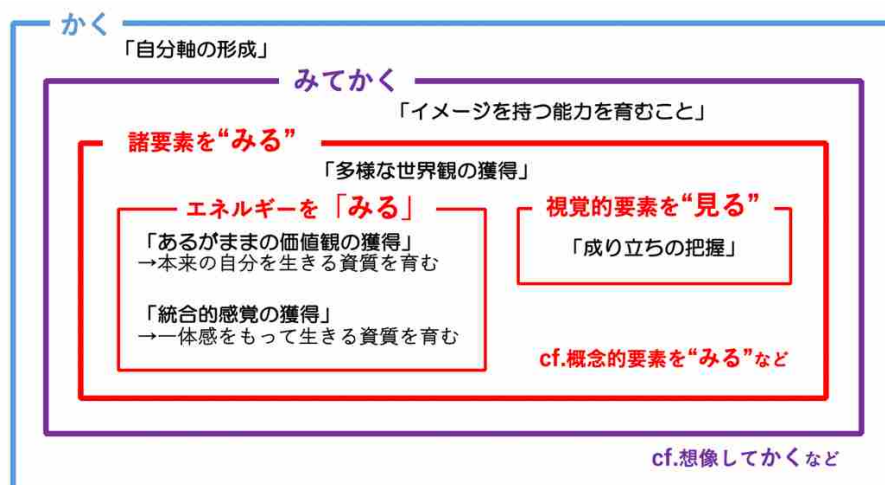 かく
「自分軸の形成」
みてかく
「イメージを持つ能力を育むこと」
諸要素を“みる”
「多様な世界観の獲得」
エネルギーを「みる」
「あるがままの価値観の獲得」
→本来の自分を生きる資質を育む
「統合的感覚の獲得」
→一体感をもって生きる資質を育む
視覚的要素を“見る”
「成り立ちの把握」
cf.概念的要素を“みる”など
cf.想像してかくなど